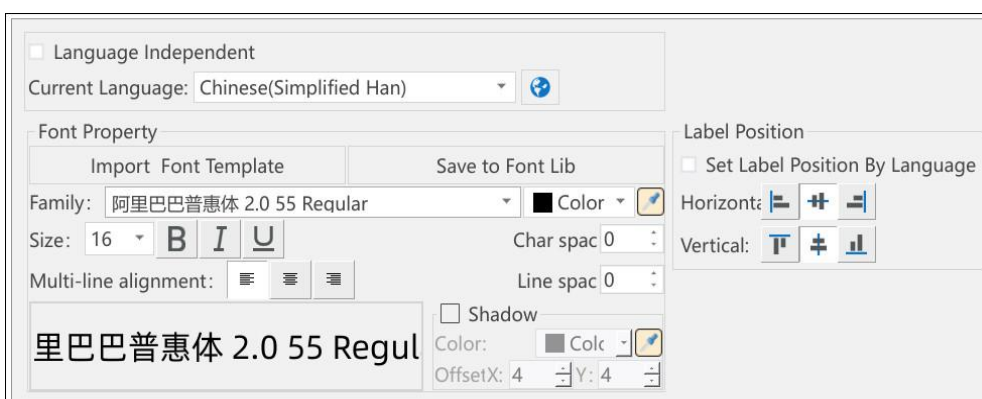 Language Independent
Current Language: Chinese(Simplified Han)
Font Property
Import Font Template Save to Font Lib
Family: 阿里巴巴普惠体 2.0 55 Regular Color
Size: 16 B I U Char spac 0
Multi-line alignment: Line spac 0
里巴巴普惠体 2.0 55 Regul
Shadow
Color: Colc
OffsetX: 4 Y: 4
Label Position
Set Label Position By Language
Horizonta
Vertical: